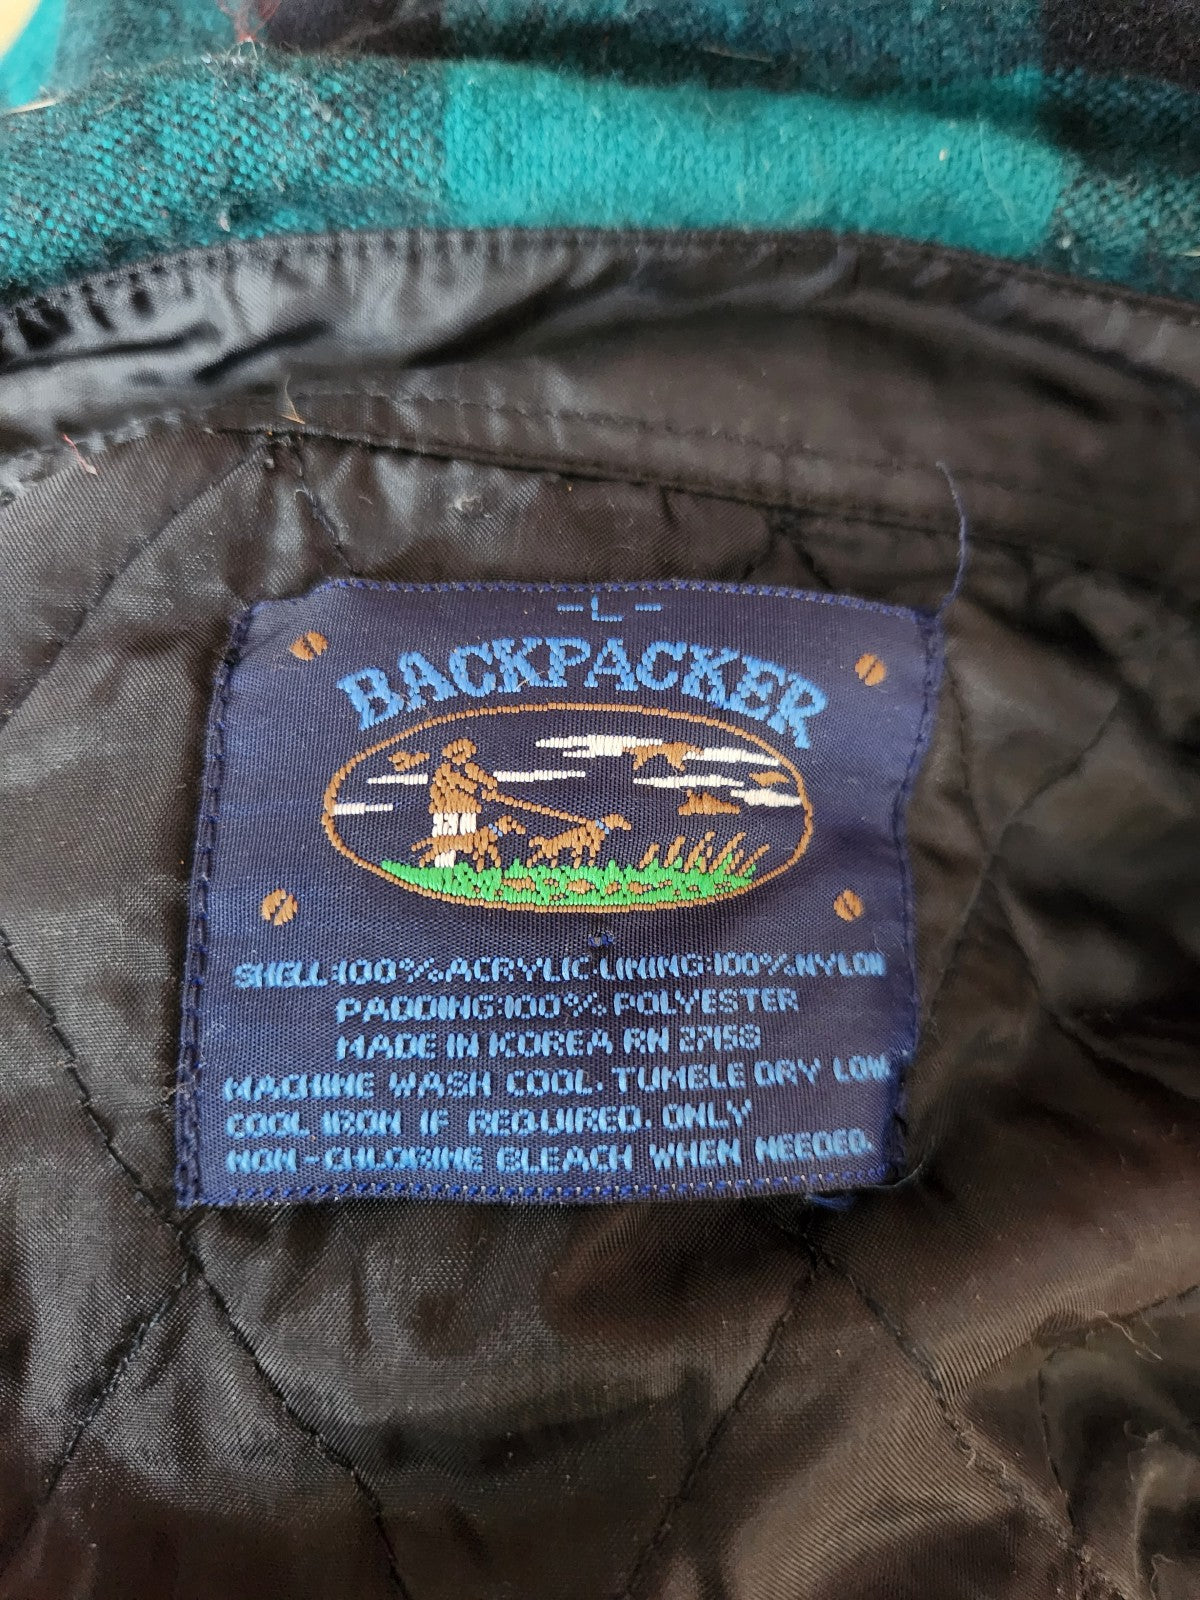 -L-
BACKPACKER
SHELL:100% ACRYLIC LINING:100% NYLON
PADDING:100% POLYESTER
MADE IN KOREA RN
MACHINE WASH COOL. TUMBLE DRY LOW
COOL IRON IF REQUIRED. ONLY
NON-CHLORINE BLEACH WHEN NEEDED.